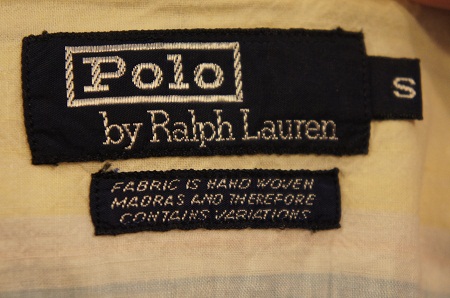 Polo
by Ralph Lauren
S
FABRIC IS HAND WOVEN
MADRAS AND THEREFORE
CONTAINS VARIATIONS